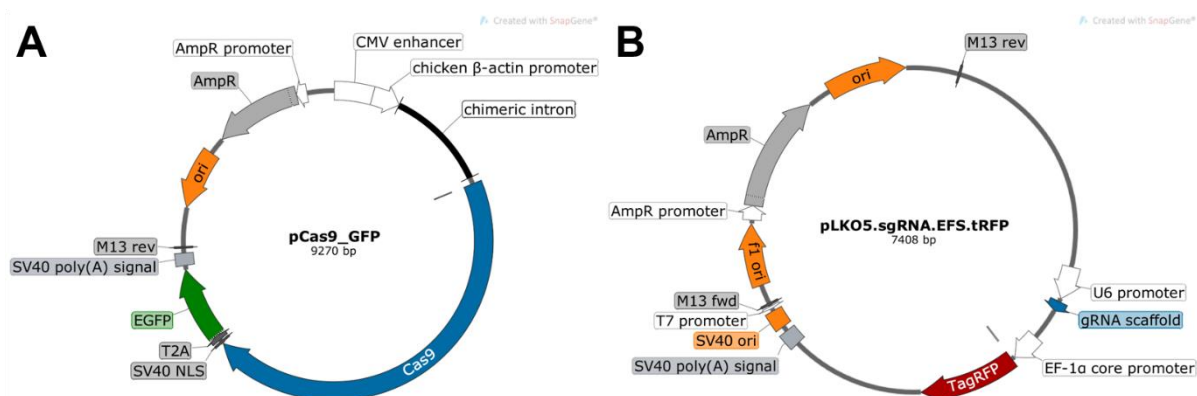 A
Created with SnapGene®
AmpR promoter
CMV enhancer
chicken β-actin promoter
AmpR
chimeric intron
ori
pCas9_GFP
9270 bp
M13 rev
SV40 poly(A) signal
EGFP
T2A
SV40 NLS
Cas9
B
Created with SnapGene®
M13 rev
ori
AmpR
AmpR promoter
pLKO5.sgRNA.EFS.tRFP
7408 bp
f1 ori
M13 fwd
T7 promoter
SV40 ori
SV40 poly(A) signal
U6 promoter
gRNA scaffold
EF-1α core promoter
TagRFP